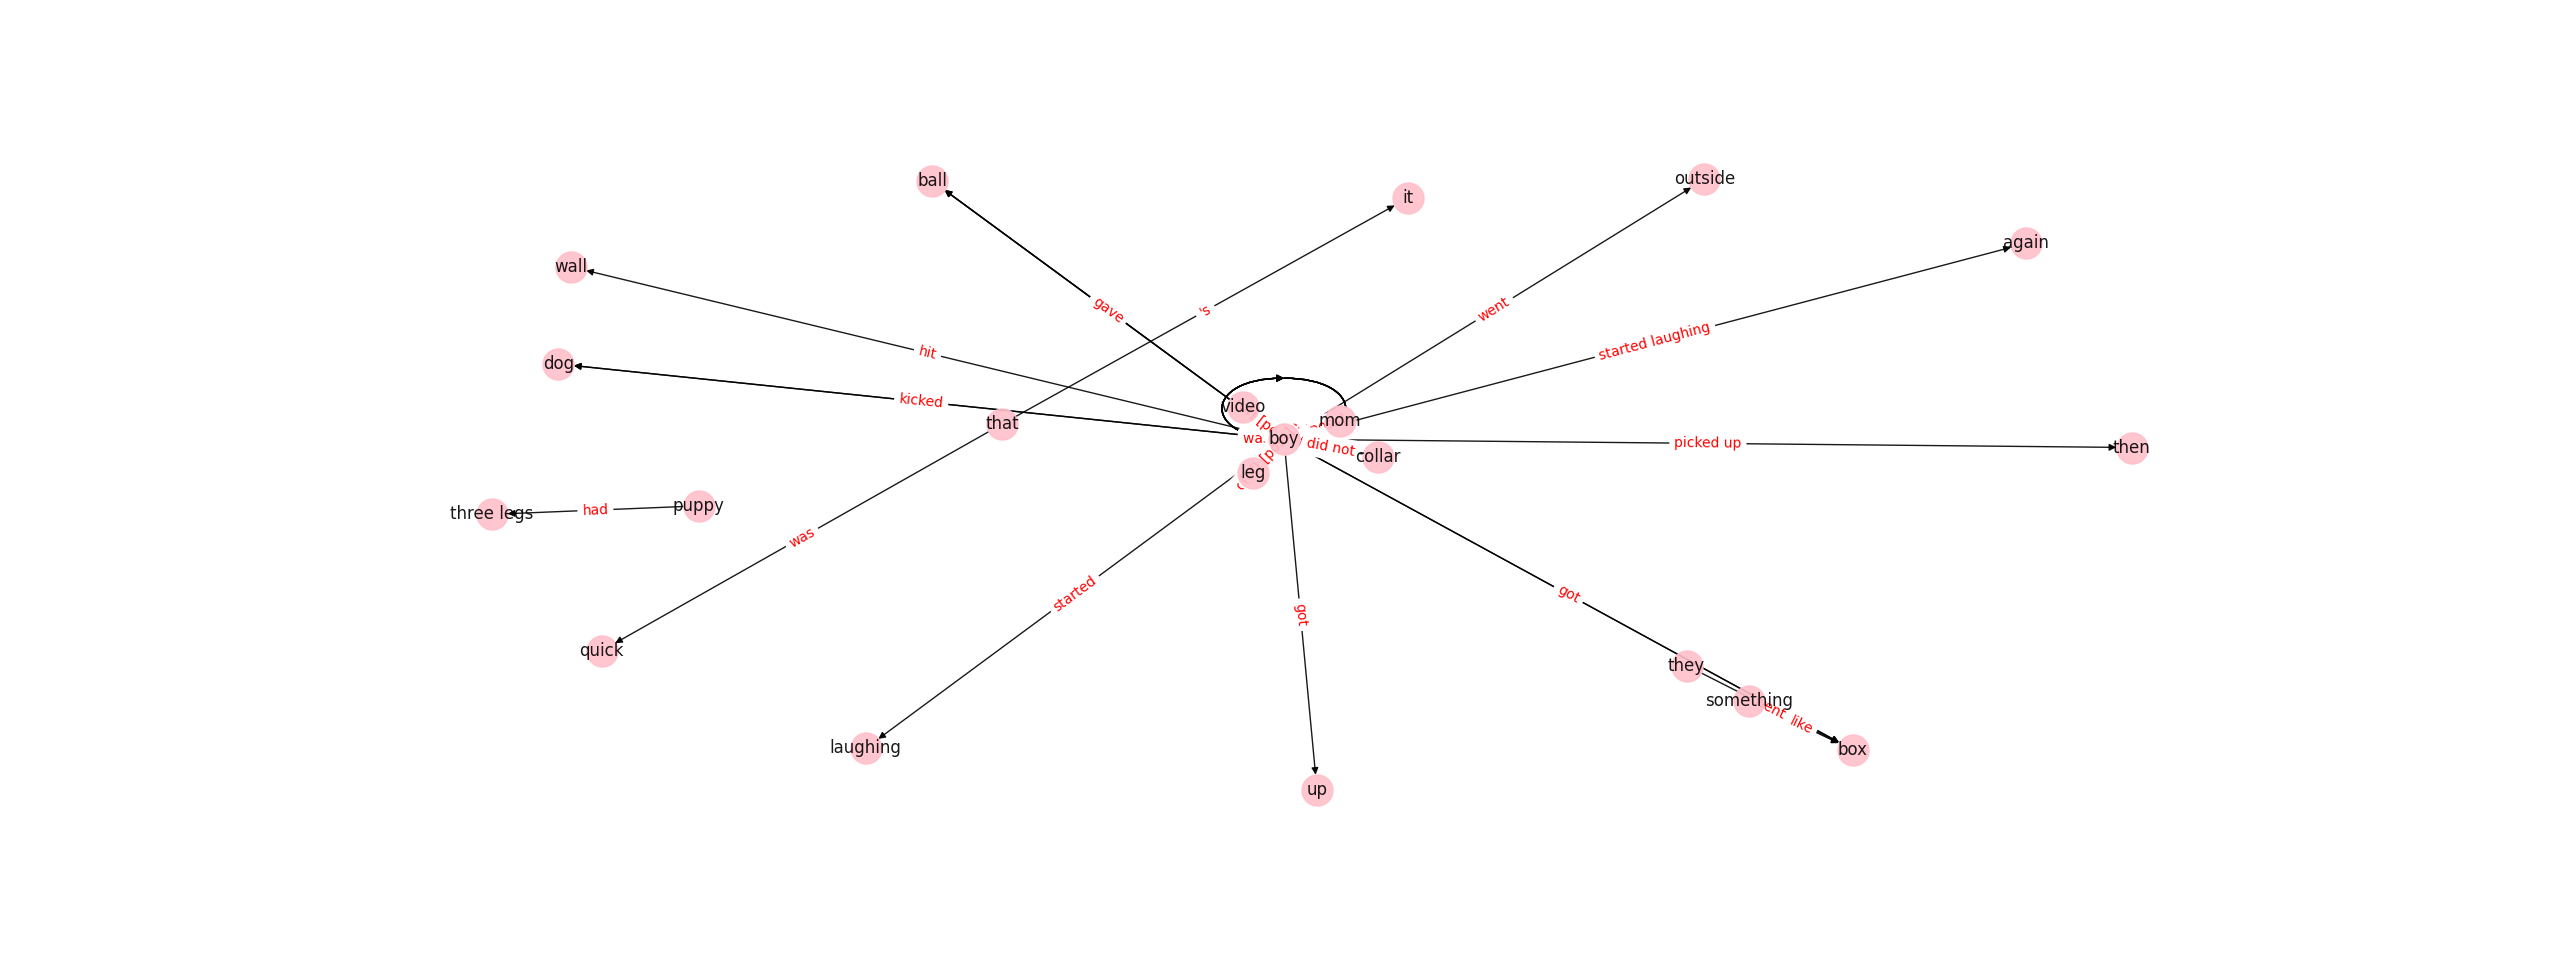 ball
outside
it
again
wall
gave
's
went
started laughing
hit
dog
kicked
video
mom
that
boy
did not
collar
picked up
then
leg
three legs
had
puppy
was
started
got
got
quick
they
something
like
laughing
box
up